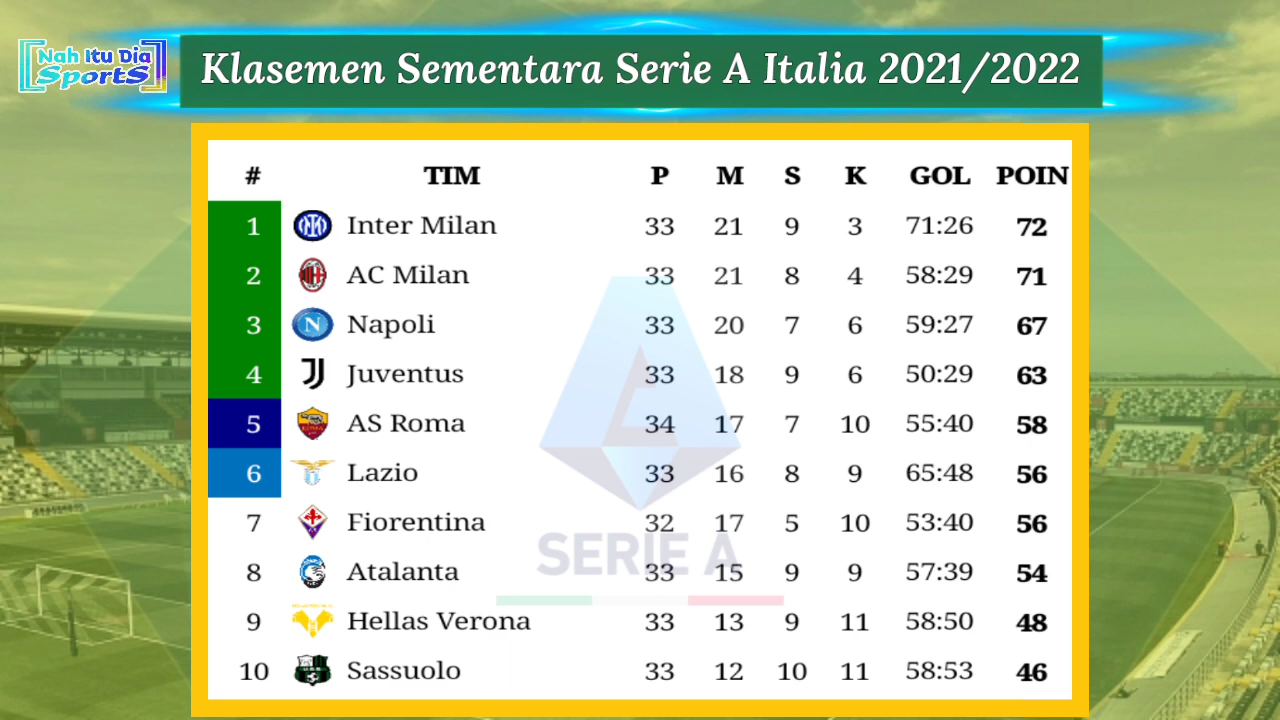 Nah Itu Dia
Sports
Klasemen Sementara Serie A Italia 2021/2022
# TIM P M S K GOL POIN
1 Inter Milan 33 21 9 3 71:26 72
2 AC Milan 33 21 8 4 58:29 71
3 Napoli 33 20 7 6 59:27 67
4 Juventus 33 18 9 6 50:29 63
5 AS Roma 34 17 7 10 55:40 58
6 Lazio 33 16 8 9 65:48 56
7 Fiorentina 32 17 5 10 53:40 56
8 Atalanta 33 15 9 9 57:39 54
9 Hellas Verona 33 13 9 11 58:50 48
10 Sassuolo 33 12 10 11 58:53 46
SERIE A